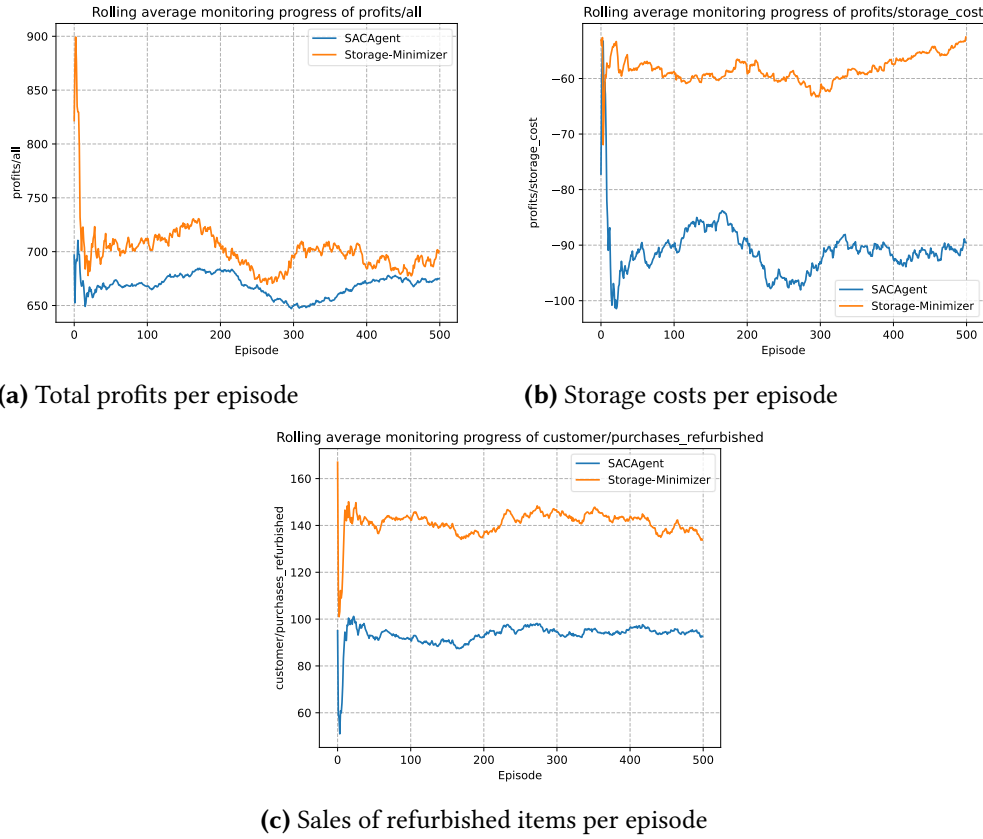 Rolling average monitoring progress of profits/all
900
850
800
750
700
650
profits/all
SACAgent
Storage-Minimizer
0 100 200 300 400 500
Episode
(a) Total profits per episode
Rolling average monitoring progress of profits/storage_cost
−60
−70
−80
−90
−100
profits/storage_cost
SACAgent
Storage-Minimizer
0 100 200 300 400 500
Episode
(b) Storage costs per episode
Rolling average monitoring progress of customer/purchases_refurbished
160
140
120
100
80
60
customer/purchases_refurbished
SACAgent
Storage-Minimizer
0 100 200 300 400 500
Episode
(c) Sales of refurbished items per episode